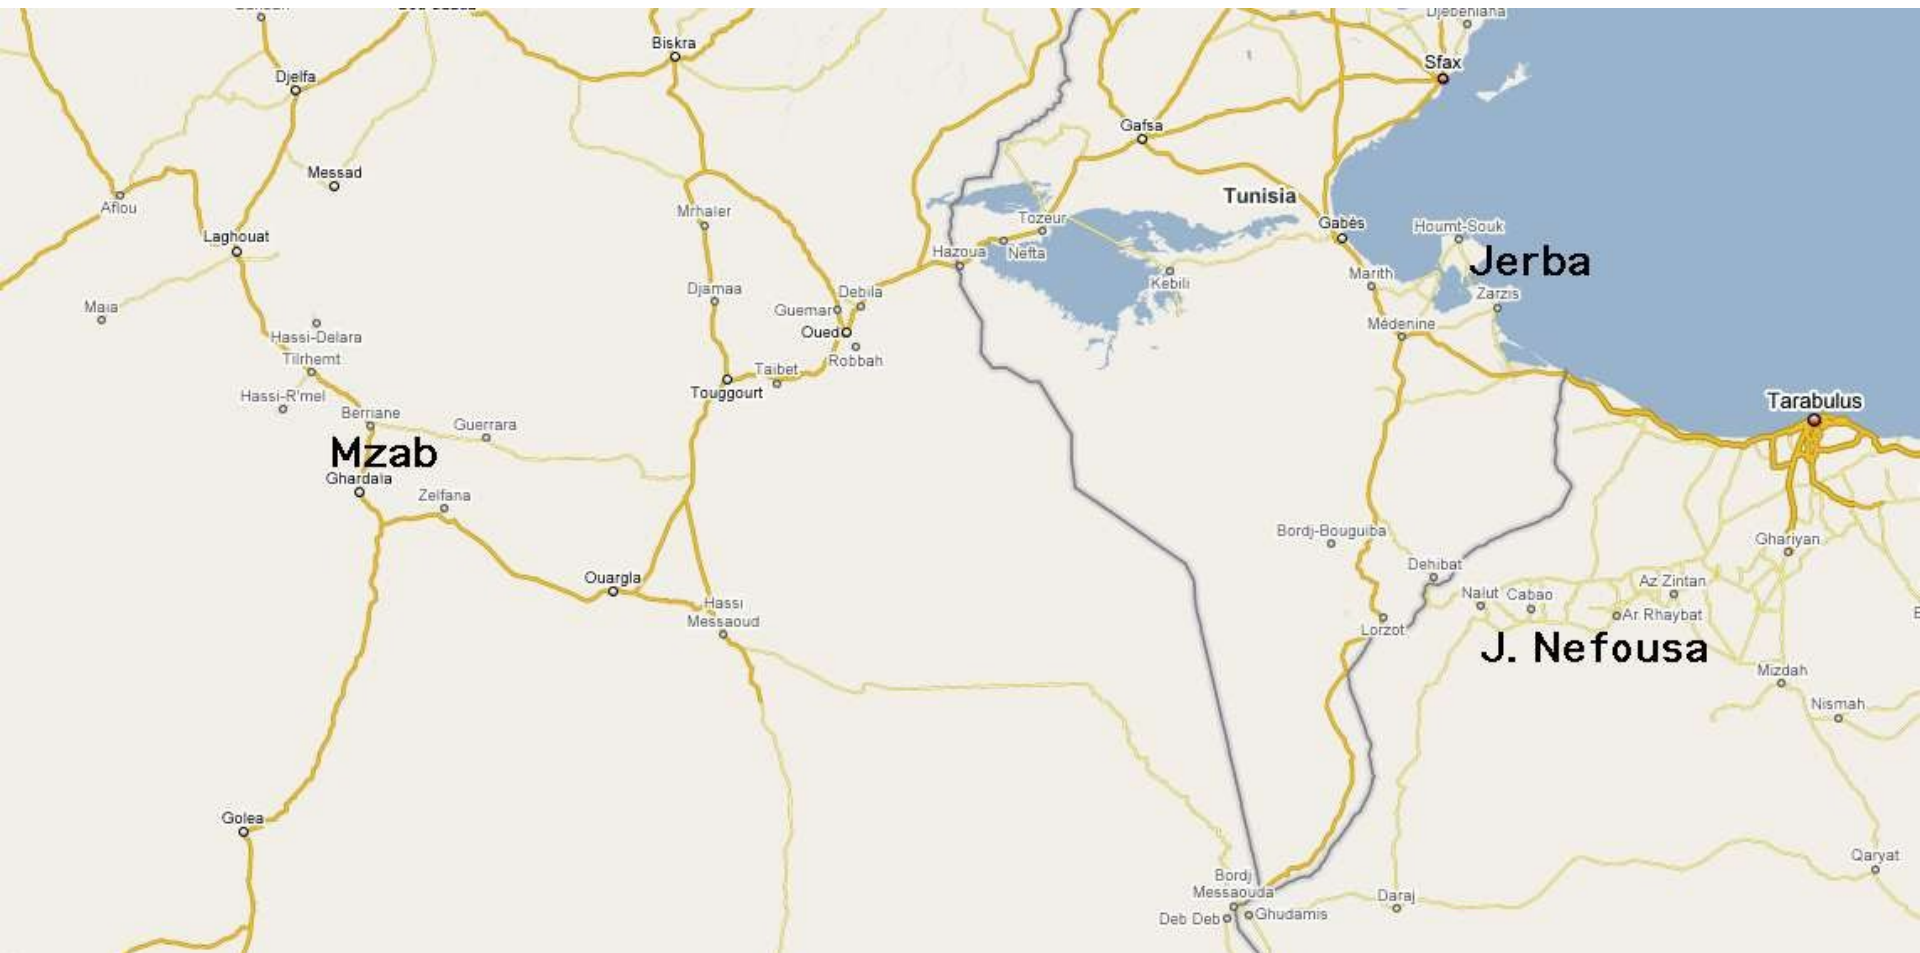 Djebeniana
Biskra
Sfax
Djelfa
Gafsa
Messad
Aflou
Tunisia
Mrhaier
Tozeur
Gabès
Houmt-Souk
Laghouat
Hazoua
Nefta
Jerba
Marith
Kebili
Djamaa
Debila
Zarzis
Maia
Guemar
Médenine
Hassi-Delara
Oued
Tilrhemt
Robbah
Taibet
Touggourt
Hassi-R'mel
Tarabulus
Berriane
Guerrara
Mzab
Ghardaia
Zelfana
Bordj-Bouguiba
Ghariyan
Dehibat
Ouargla
Az Zintan
Nalut
Cabao
Hassi
Messaoud
Ar Rhaybat
Lorzot
J. Nefousa
Mizdah
Nismah
Golea
Qaryat
Bordj
Messaouda
Daraj
Deb Deb
Ghudamis